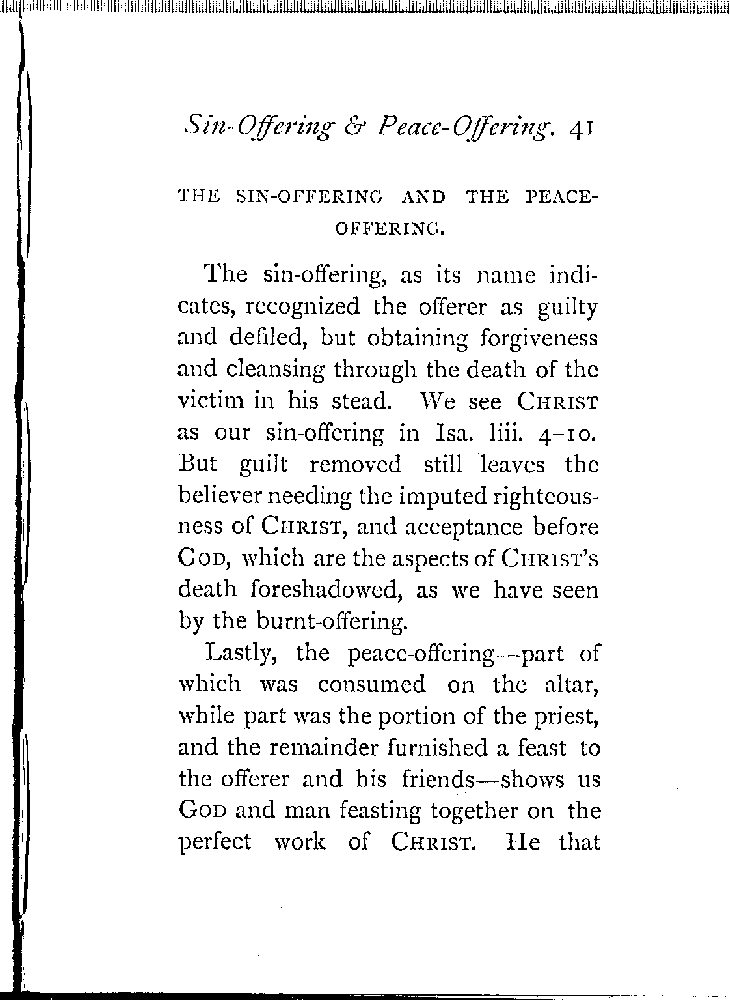 Sin-Offering & Peace-Offering. 41
THE SIN-OFFERING AND THE PEACE-
OFFERING.
The sin-offering, as its name indi-
cates, recognized the offerer as guilty
and defiled, but obtaining forgiveness
and cleansing through the death of the
victim in his stead. We see CHRIST
as our sin-offering in Isa. liii. 4–10.
But guilt removed still leaves the
believer needing the imputed righteous-
ness of CHRIST, and acceptance before
GOD, which are the aspects of CHRIST'S
death foreshadowed, as we have seen
by the burnt-offering.
Lastly, the peace-offering—part of
which was consumed on the altar,
while part was the portion of the priest,
and the remainder furnished a feast to
the offerer and his friends—shows us
GOD and man feasting together on the
perfect work of CHRIST. He that